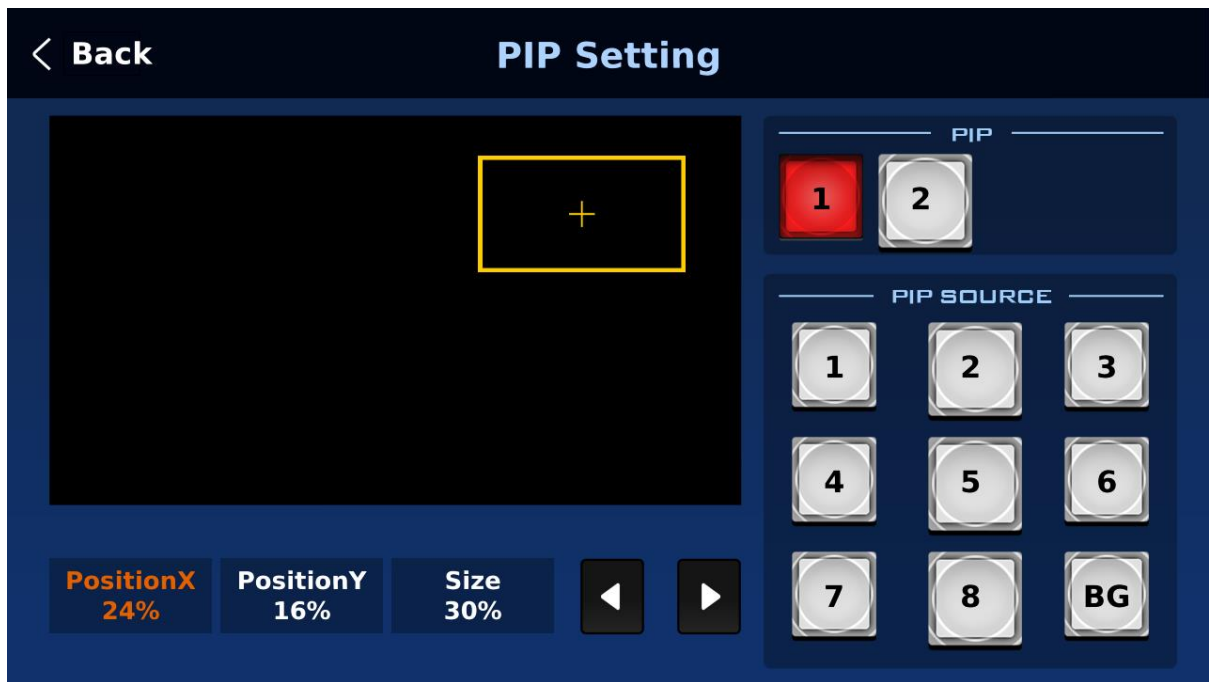 Back
PIP Setting
PIP
1 2
PIP SOURCE
1 2 3
4 5 6
7 8 BG
PositionX PositionY Size
24% 16% 30%